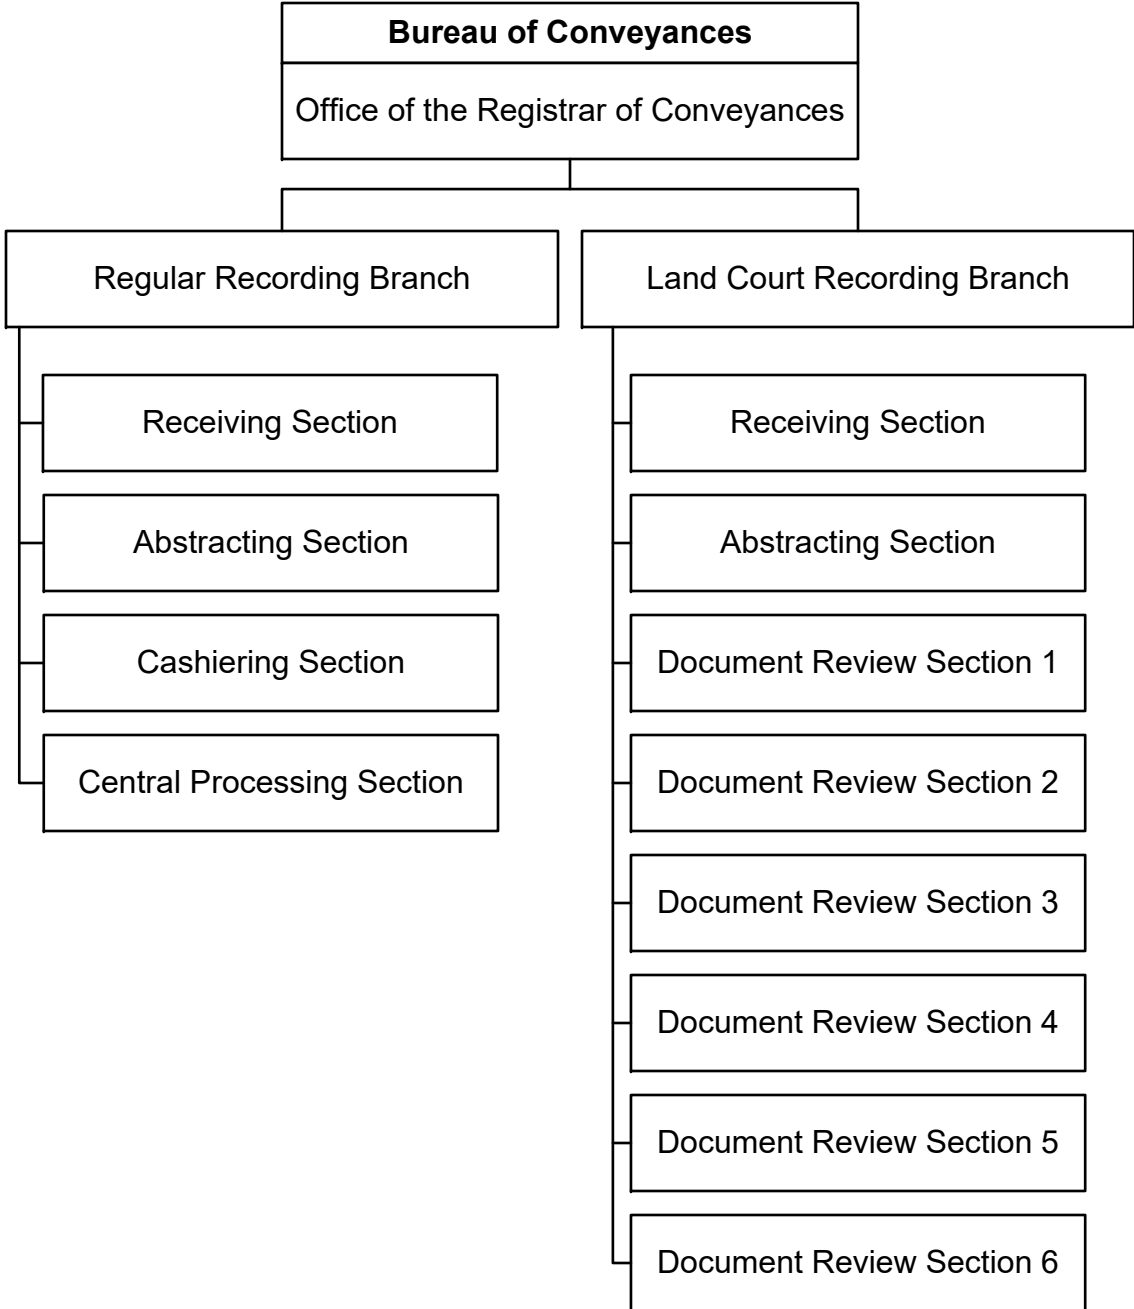 Bureau of Conveyances
Office of the Registrar of Conveyances
Regular Recording Branch
Receiving Section
Abstracting Section
Cashiering Section
Central Processing Section
Land Court Recording Branch
Receiving Section
Abstracting Section
Document Review Section 1
Document Review Section 2
Document Review Section 3
Document Review Section 4
Document Review Section 5
Document Review Section 6